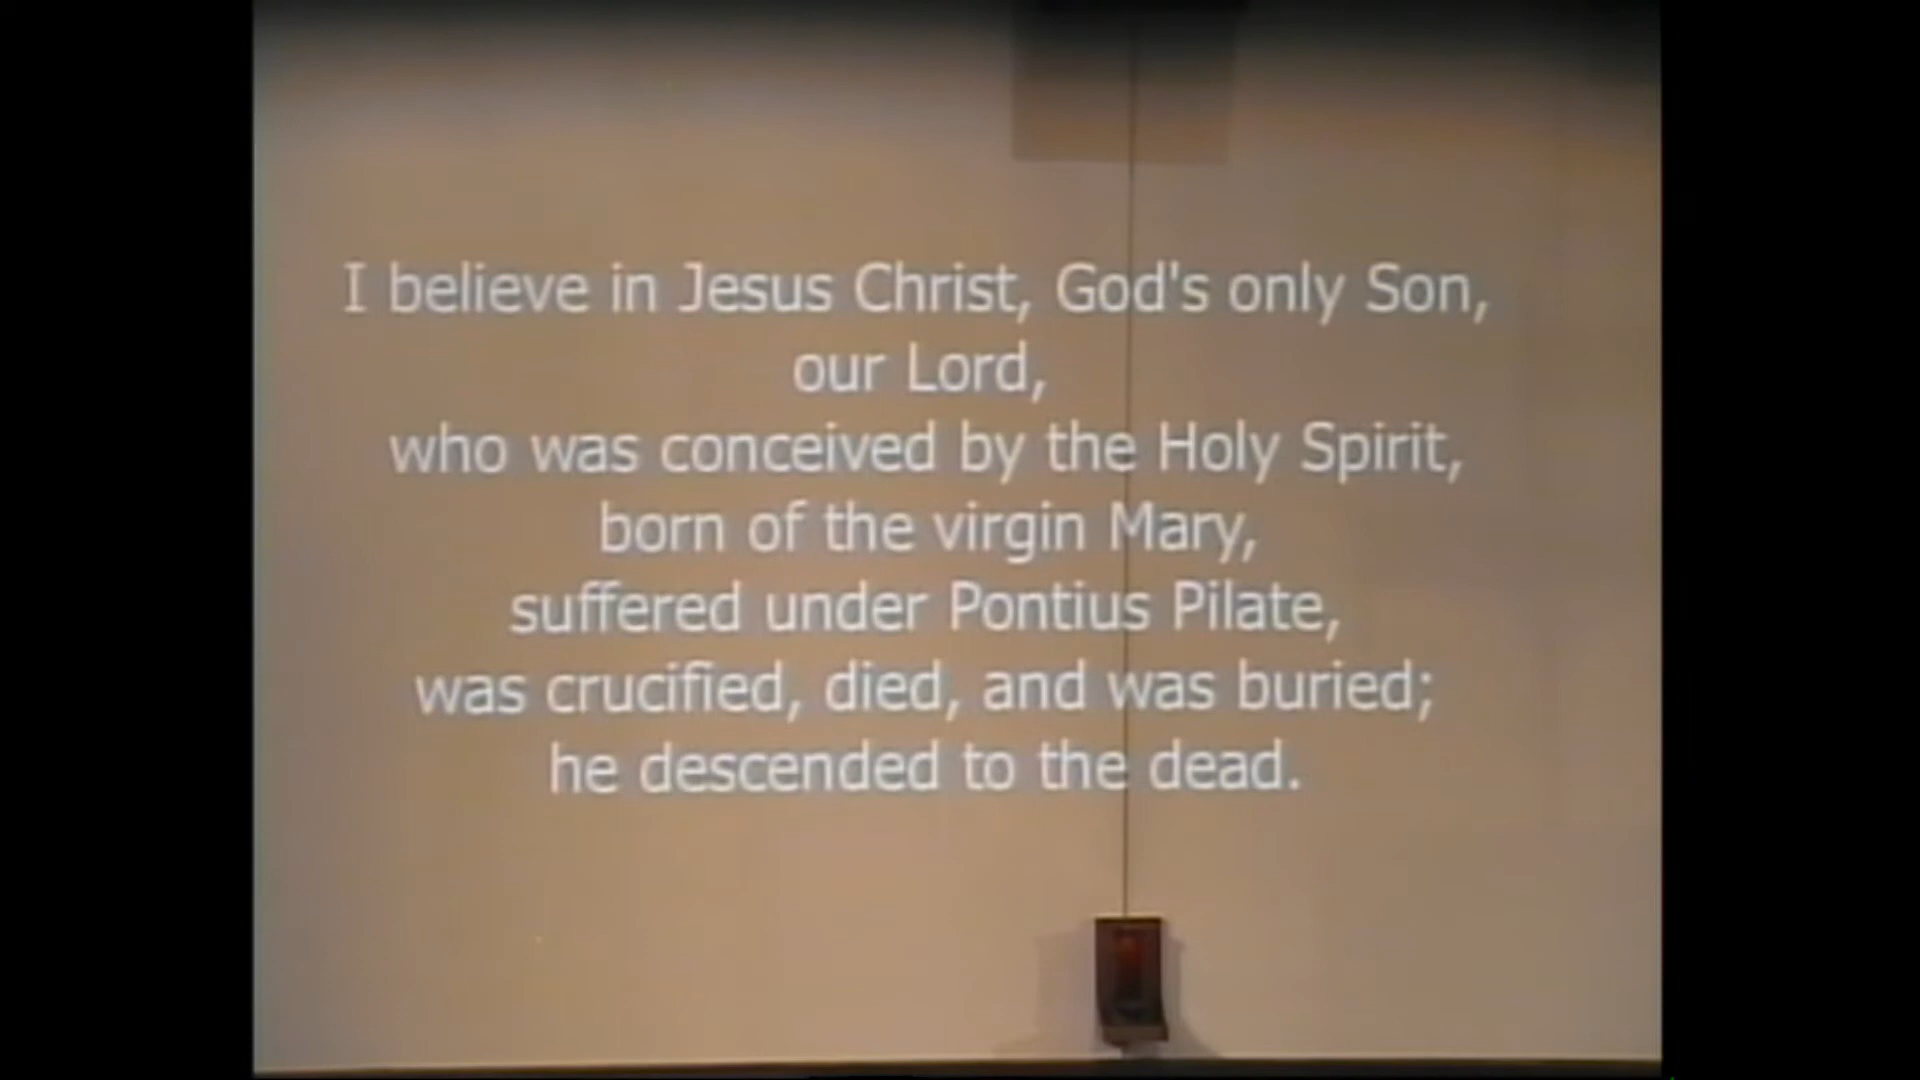 I believe in Jesus Christ, God's only Son,
our Lord,
who was conceived by the Holy Spirit,
born of the virgin Mary,
suffered under Pontius Pilate,
was crucified, died, and was buried;
he descended to the dead.